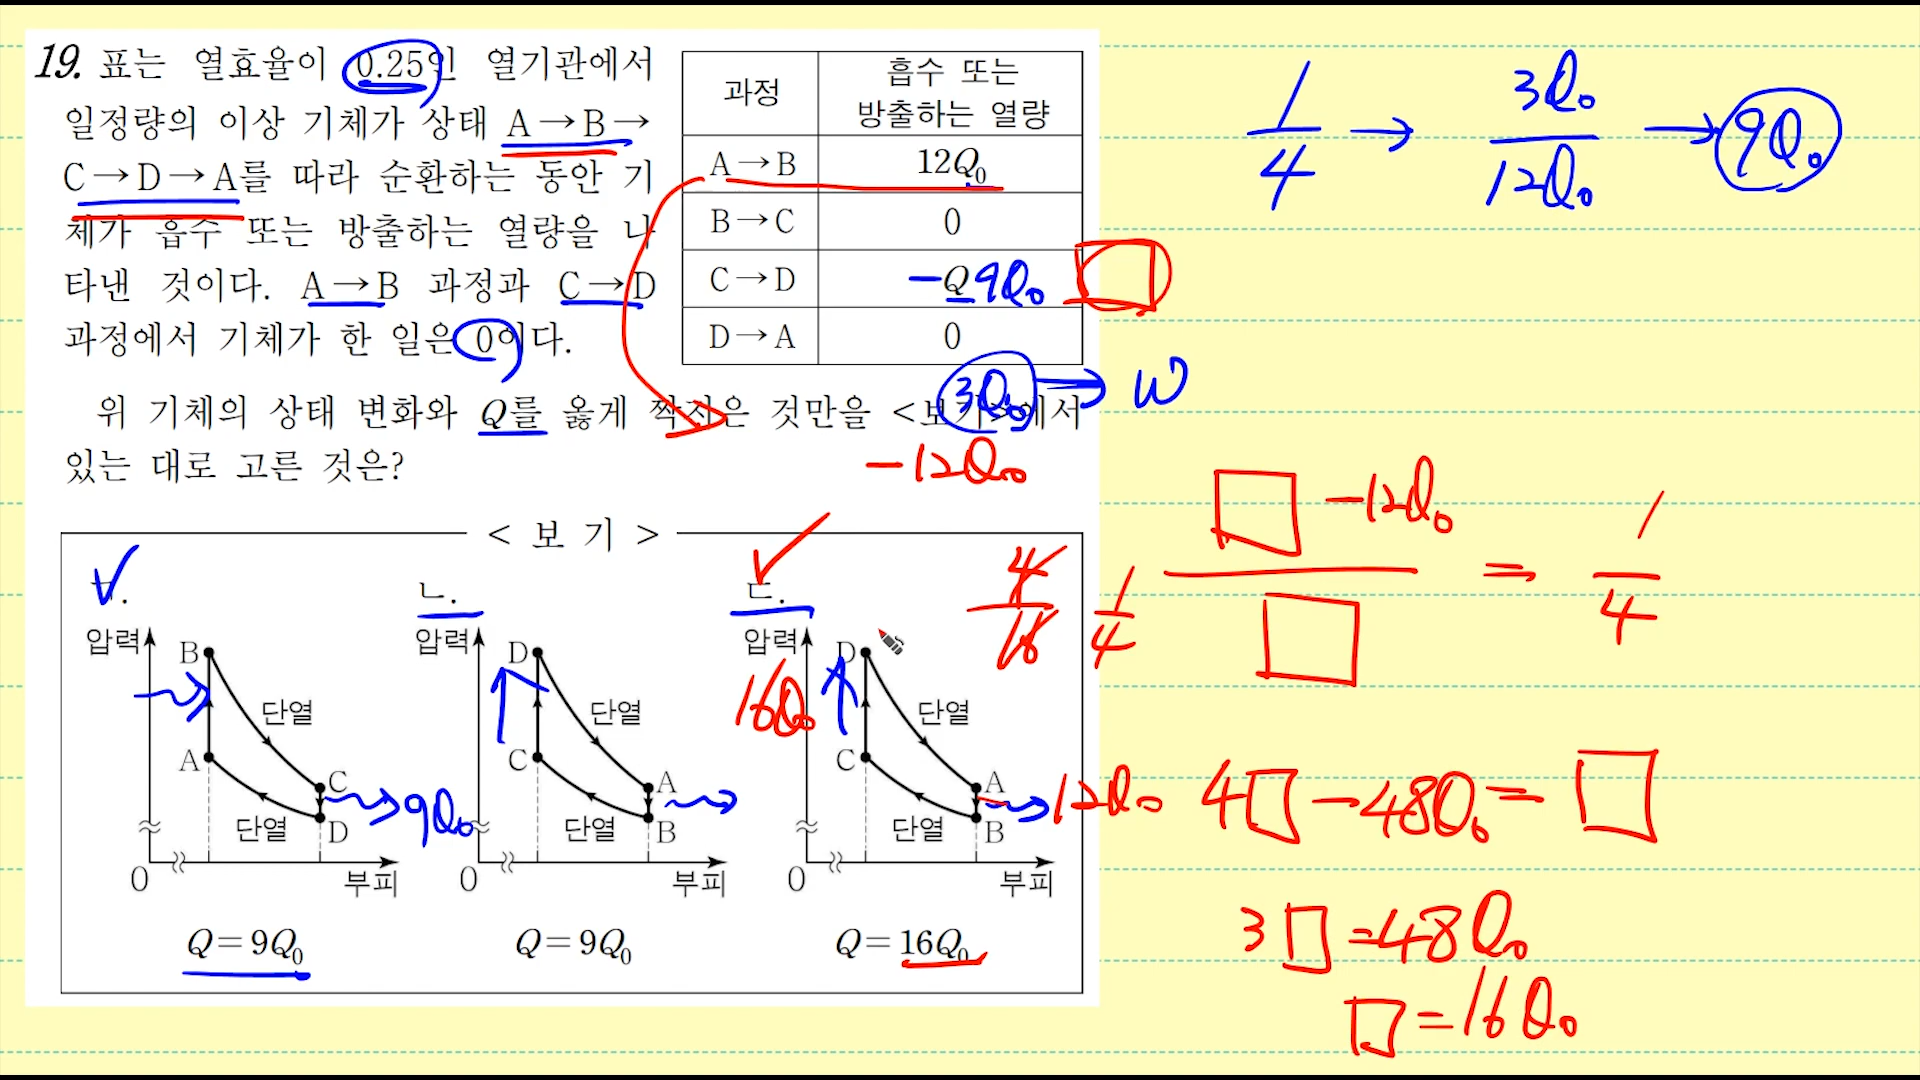 19. 표는 열효율이 0.25인 열기관에서
일정량의 이상 기체가 상태 A→B→
C→D→A를 따라 순환하는 동안 기
체가 흡수 또는 방출하는 열량을 나
타낸 것이다. A→B 과정과 C→D
과정에서 기체가 한 일은 0이다.
과정 흡수 또는 방출하는 열량
A→B 12Q₀
B→C 0
C→D -Q 9Q₀
D→A 0
3Q₀ → W
위 기체의 상태 변화와 Q를 옳게 짝지은 것만을 <보기>에서
있는 대로 고른 것은?
-12Q₀
< 보 기 >
ㄱ. ㄴ. ㄷ.
압력 B A 단열 단열 C D 9Q₀ 0 부피
Q=9Q₀
압력 D C 단열 단열 A B 0 부피
Q=9Q₀
압력 D C 16Q₀ 단열 단열 A B 12Q₀ 0 부피
Q=16Q₀
4/16 1/4
1/4 → 3Q₀/12Q₀ → 9Q₀
□-12Q₀/□ = 1/4
4□-48Q₀=□
3□=48Q₀
□=16Q₀